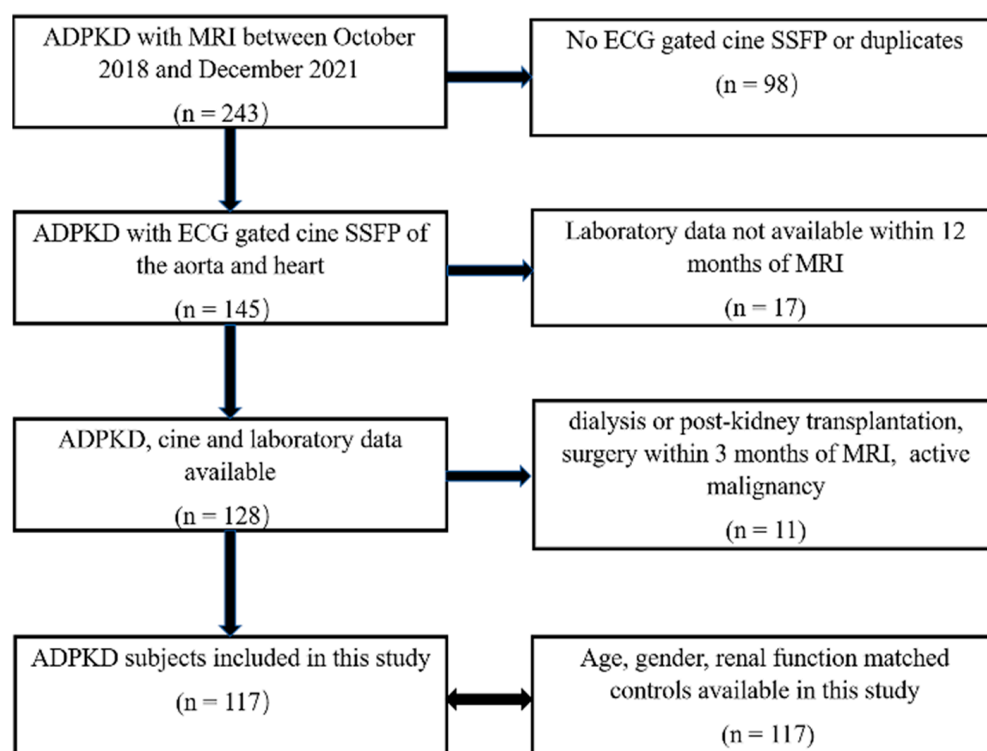 ADPKD with MRI between October
2018 and December 2021
(n = 243)
No ECG gated cine SSFP or duplicates
(n = 98)
ADPKD with ECG gated cine SSFP of
the aorta and heart
(n = 145)
Laboratory data not available within 12
months of MRI
(n = 17)
ADPKD, cine and laboratory data
available
(n = 128)
dialysis or post-kidney transplantation,
surgery within 3 months of MRI, active
malignancy
(n = 11)
ADPKD subjects included in this study
(n = 117)
Age, gender, renal function matched
controls available in this study
(n = 117)